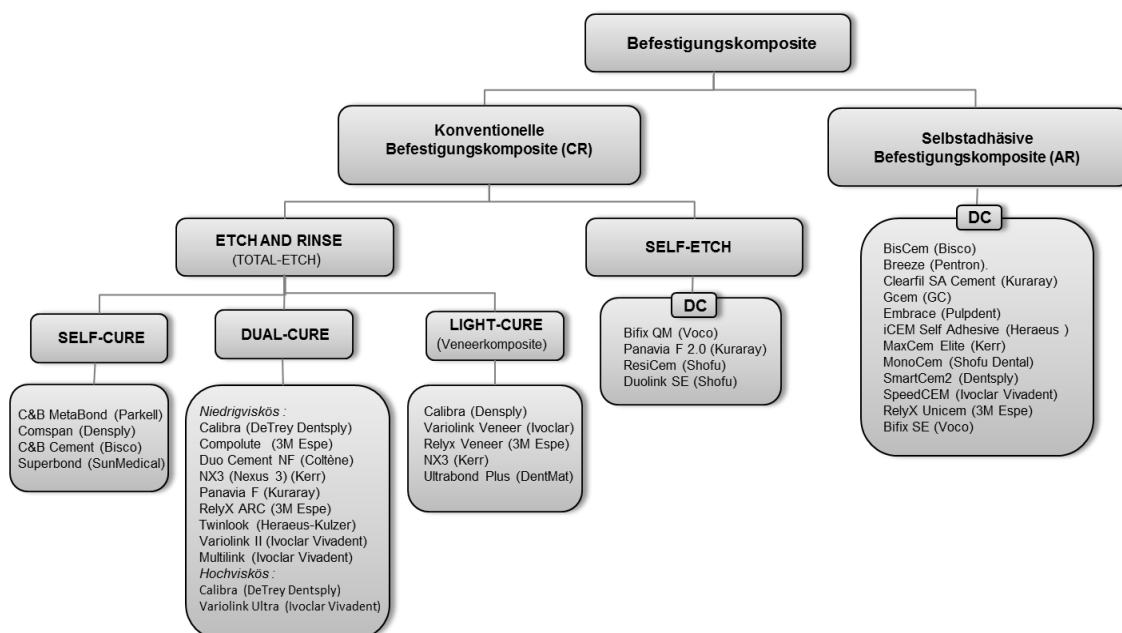 Befestigungskomposite
Konventionelle
Befestigungskomposite (CR)
Selbstadhäsive
Befestigungskomposite (AR)
ETCH AND RINSE
(TOTAL-ETCH)
SELF-ETCH
SELF-CURE
C&B MetaBond (Parkell)
Comspan (Densply)
C&B Cement (Bisco)
Superbond (SunMedical)
DUAL-CURE
Niedrigviskös :
Calibra (DeTrey Dentsply)
Compolute (3M Espe)
Duo Cement NF (Coltène)
NX3 (Nexus 3) (Kerr)
Panavia F (Kuraray)
RelyX ARC (3M Espe)
Twinlook (Heraeus-Kulzer)
Variolink II (Ivoclar Vivadent)
Multilink (Ivoclar Vivadent)
Hochviskös :
Calibra (DeTrey Dentsply)
Variolink Ultra (Ivoclar Vivadent)
LIGHT-CURE
(Veneerkomposite)
Calibra (Densply)
Variolink Veneer (Ivoclar)
Relyx Veneer (3M Espe)
NX3 (Kerr)
Ultrabond Plus (DentMat)
DC
Bifix QM (Voco)
Panavia F 2.0 (Kuraray)
ResiCem (Shofu)
Duolink SE (Shofu)
DC
BisCem (Bisco)
Breeze (Pentron).
Clearfil SA Cement (Kuraray)
Gcem (GC)
Embrace (Pulpdent)
iCEM Self Adhesive (Heraeus )
MaxCem Elite (Kerr)
MonoCem (Shofu Dental)
SmartCem2 (Dentsply)
SpeedCEM (Ivoclar Vivadent)
RelyX Unicem (3M Espe)
Bifix SE (Voco)